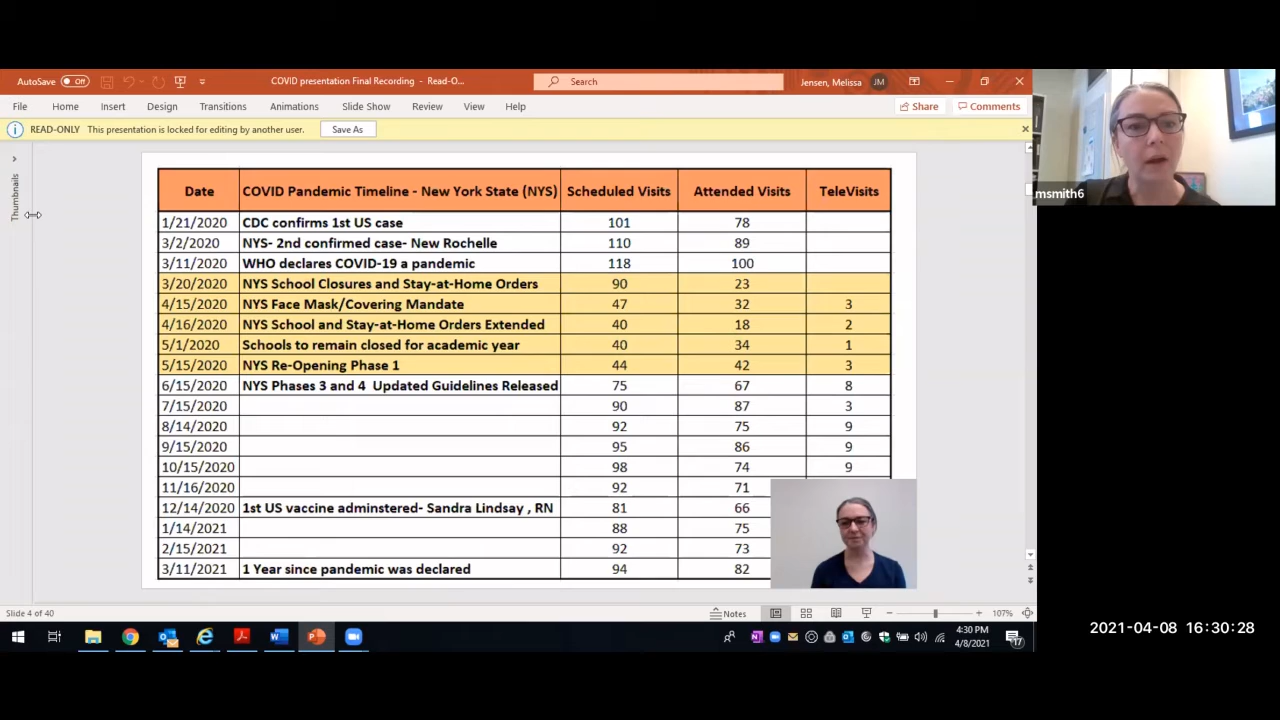 AutoSave Off COVID presentation Final Recording - Read-O... Search Jensen, Melissa JM
File Home Insert Design Transitions Animations Slide Show Review View Help Share Comments
READ-ONLY This presentation is locked for editing by another user. Save As
msmith6
Thumbnails
Date COVID Pandemic Timeline - New York State (NYS) Scheduled Visits Attended Visits TeleVisits
1/21/2020 CDC confirms 1st US case 101 78
3/2/2020 NYS- 2nd confirmed case- New Rochelle 110 89
3/11/2020 WHO declares COVID-19 a pandemic 118 100
3/20/2020 NYS School Closures and Stay-at-Home Orders 90 23
4/15/2020 NYS Face Mask/Covering Mandate 47 32 3
4/16/2020 NYS School and Stay-at-Home Orders Extended 40 18 2
5/1/2020 Schools to remain closed for academic year 40 34 1
5/15/2020 NYS Re-Opening Phase 1 44 42 3
6/15/2020 NYS Phases 3 and 4 Updated Guidelines Released 75 67 8
7/15/2020 90 87 3
8/14/2020 92 75 9
9/15/2020 95 86 9
10/15/2020 98 74 9
11/16/2020 92 71
12/14/2020 1st US vaccine adminstered- Sandra Lindsay , RN 81 66
1/14/2021 88 75
2/15/2021 92 73
3/11/2021 1 Year since pandemic was declared 94 82
Slide 4 of 40 Notes 107%
4:30 PM
4/8/2021
17
2021-04-08 16:30:28